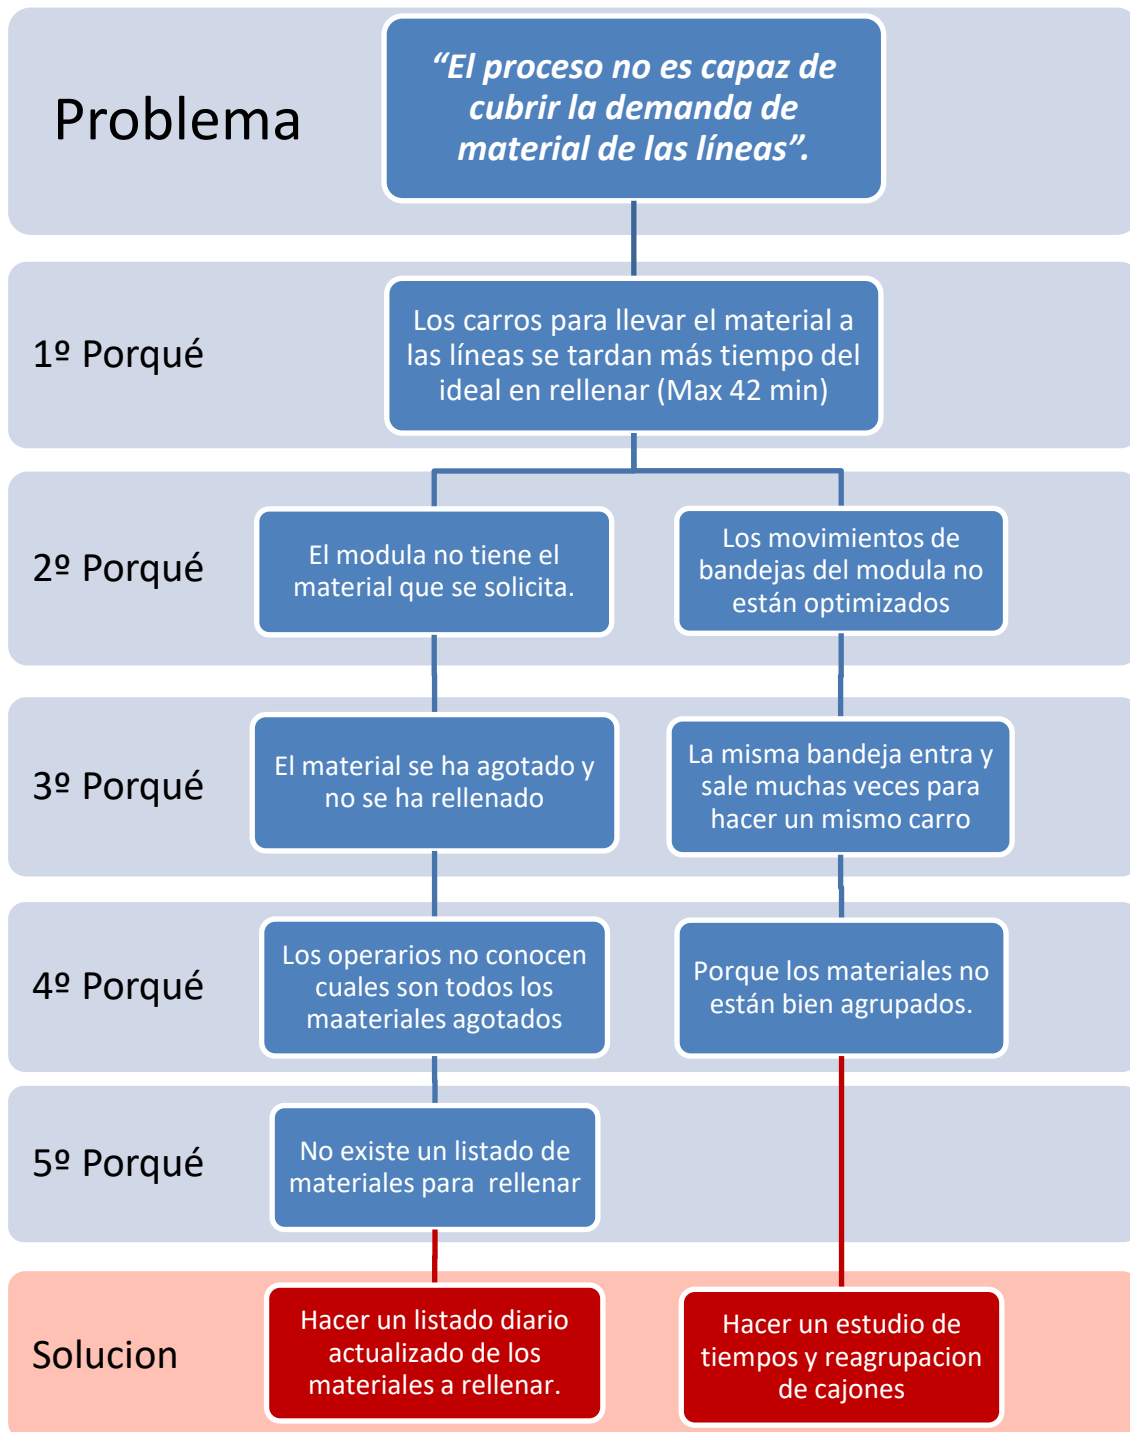 Problema
“El proceso no es capaz de
cubrir la demanda de
material de las líneas”.
1º Porqué
Los carros para llevar el material a
las líneas se tardan más tiempo del
ideal en rellenar (Max 42 min)
2º Porqué
El modula no tiene el
material que se solicita.
Los movimientos de
bandejas del modula no
están optimizados
3º Porqué
El material se ha agotado y
no se ha rellenado
La misma bandeja entra y
sale muchas veces para
hacer un mismo carro
4º Porqué
Los operarios no conocen
cuales son todos los
maateriales agotados
Porque los materiales no
están bien agrupados.
5º Porqué
No existe un listado de
materiales para  rellenar
Solucion
Hacer un listado diario
actualizado de los
materiales a rellenar.
Hacer un estudio de
tiempos y reagrupacion
de cajones